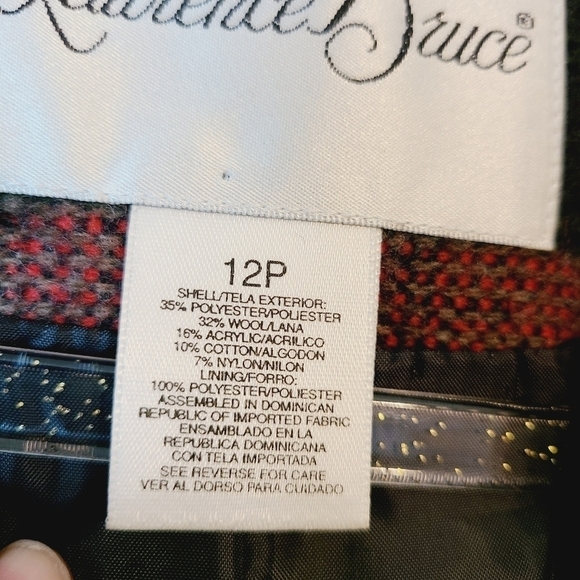 Lawrence Bruce®
12P
SHELL/TELA EXTERIOR:
35% POLYESTER/POLIESTER
32% WOOL/LANA
16% ACRYLIC/ACRILICO
10% COTTON/ALGODON
7% NYLON/NILON
LINING/FORRO:
100% POLYESTER/POLIESTER
ASSEMBLED IN DOMINICAN
REPUBLIC OF IMPORTED FABRIC
ENSAMBLADO EN LA
REPUBLICA DOMINICANA
CON TELA IMPORTADA
SEE REVERSE FOR CARE
VER AL DORSO PARA CUIDADO